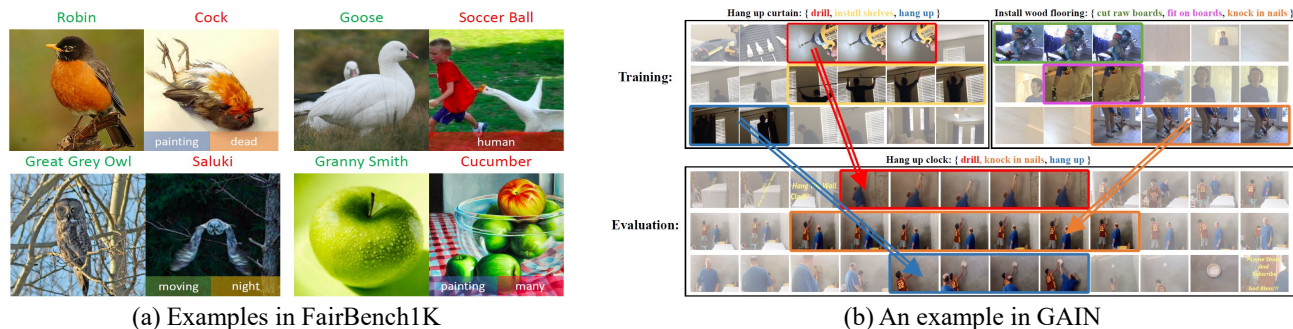 Robin Cock Goose Soccer Ball
painting dead human
Great Grey Owl Saluki Granny Smith Cucumber
moving night painting many
(a) Examples in FairBench1K
Hang up curtain: { drill, install shelves, hang up }
Install wood flooring: { cut raw boards, fit on boards, knock in nails }
Training:
Hang up clock: { drill, knock in nails, hang up }
Evaluation:
(b) An example in GAIN